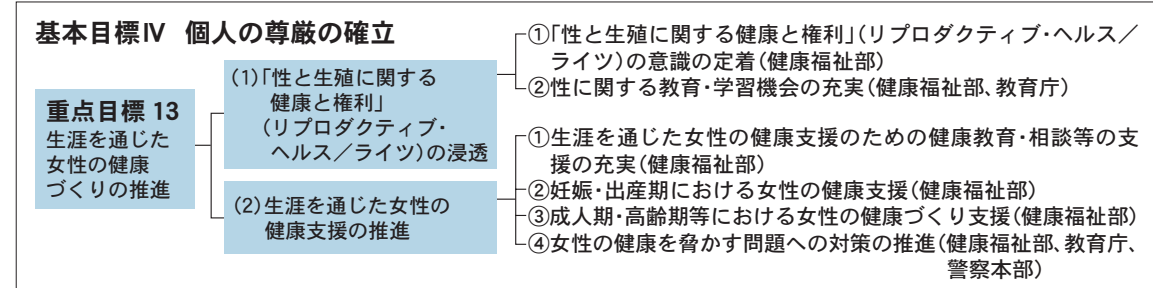 基本目標Ⅳ 個人の尊厳の確立
重点目標 13
生涯を通じた
女性の健康
づくりの推進
(1)「性と生殖に関する
健康と権利」
(リプロダクティブ・
ヘルス／ライツ)の浸透
①「性と生殖に関する健康と権利」(リプロダクティブ・ヘルス／
ライツ)の意識の定着(健康福祉部)
②性に関する教育・学習機会の充実(健康福祉部、教育庁)
(2)生涯を通じた女性の
健康支援の推進
①生涯を通じた女性の健康支援のための健康教育・相談等の支
援の充実(健康福祉部)
②妊娠・出産期における女性の健康支援(健康福祉部)
③成人期・高齢期等における女性の健康づくり支援(健康福祉部)
④女性の健康を脅かす問題への対策の推進(健康福祉部、教育庁、
警察本部)